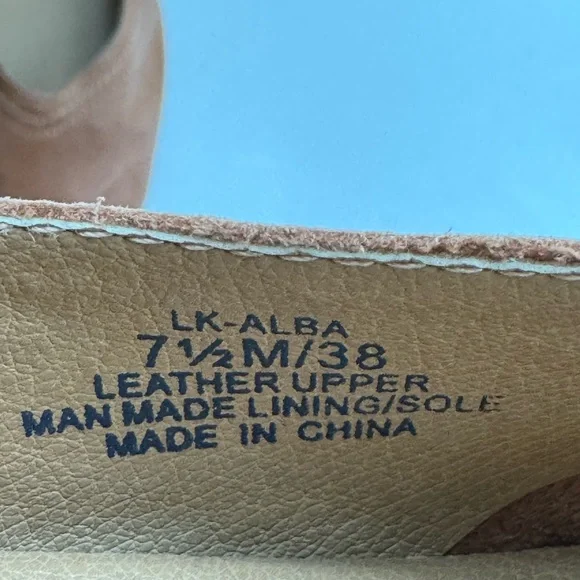 LK-ALBA
7½M/38
LEATHER UPPER
MAN MADE LINING/SOLE
MADE IN CHINA